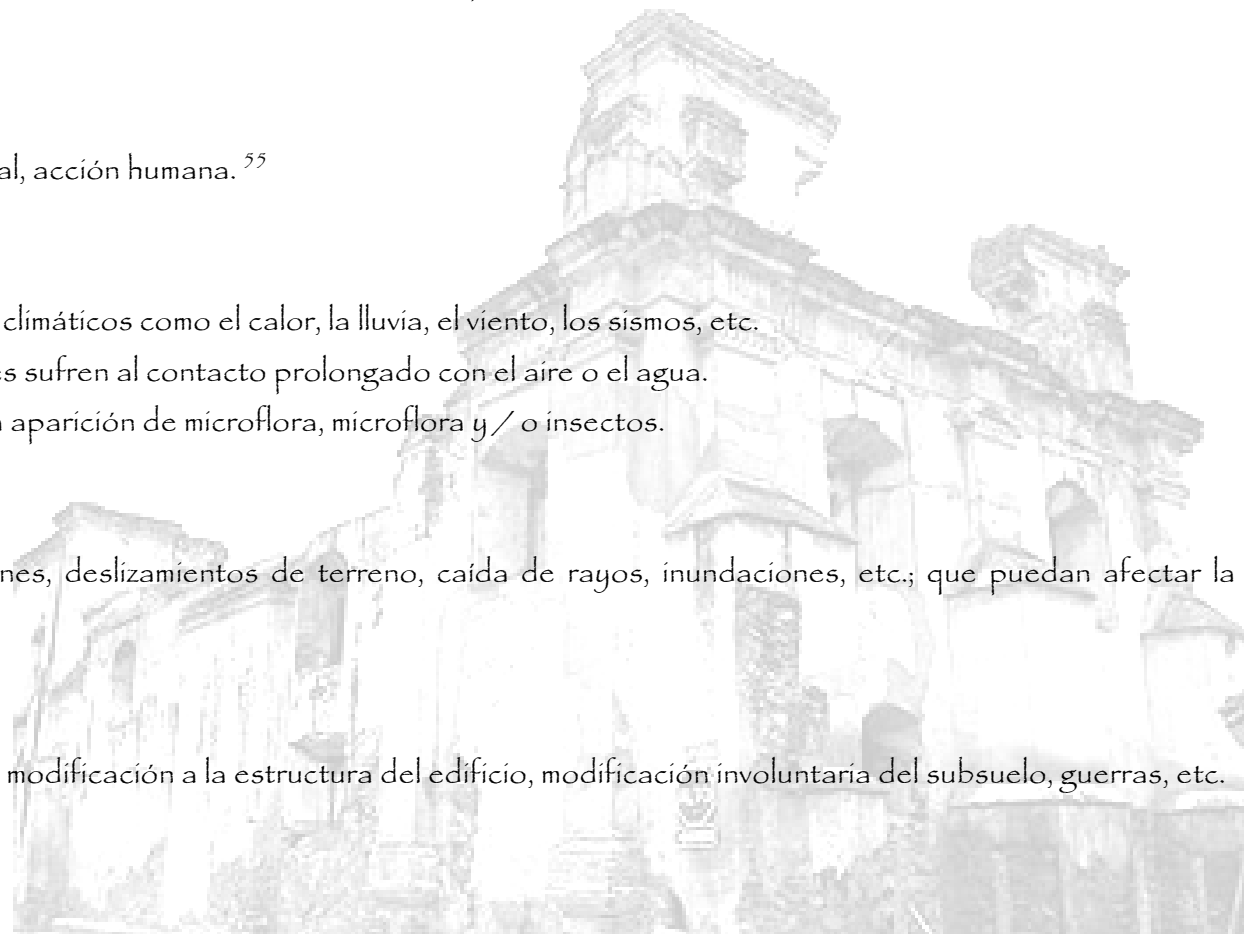 al, acción humana. 55
climáticos como el calor, la lluvia, el viento, los sismos, etc.
es sufren al contacto prolongado con el aire o el agua.
aparición de microflora, microflora y / o insectos.
nes, deslizamientos de terreno, caída de rayos, inundaciones, etc.; que puedan afectar la
modificación a la estructura del edificio, modificación involuntaria del subsuelo, guerras, etc.